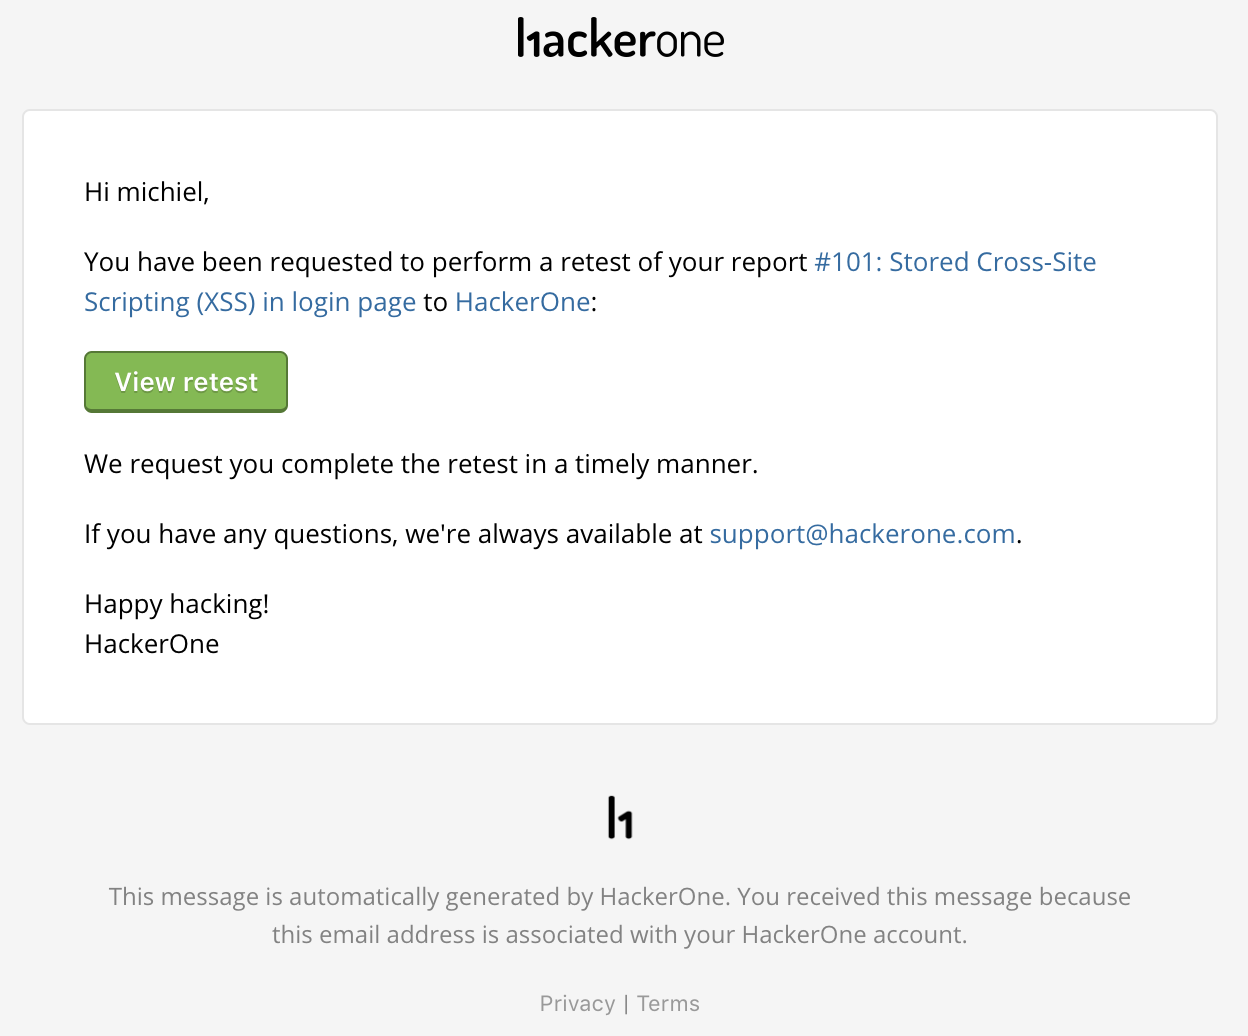 hackerone
Hi michiel,
You have been requested to perform a retest of your report #101: Stored Cross-Site
Scripting (XSS) in login page to HackerOne:
View retest
We request you complete the retest in a timely manner.
If you have any questions, we're always available at support@hackerone.com.
Happy hacking!
HackerOne
h1
This message is automatically generated by HackerOne. You received this message because
this email address is associated with your HackerOne account.
Privacy | Terms